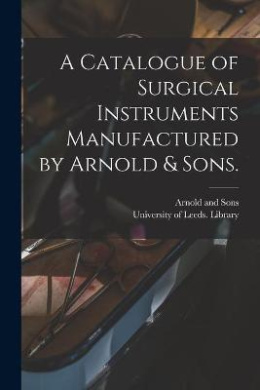 A Catalogue of
Surgical
Instruments
Manufactured
by Arnold & Sons.
Arnold and Sons
University of Leeds. Library